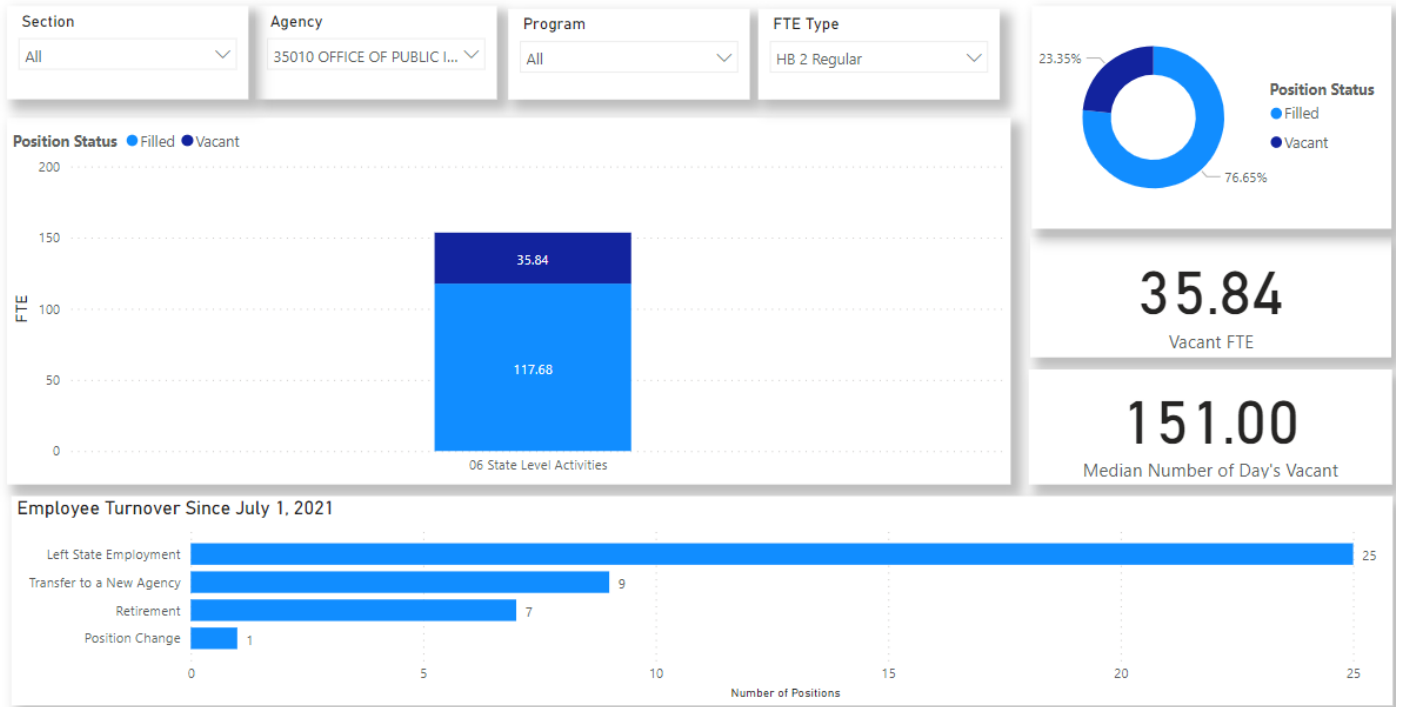 Section
All
Agency
35010 OFFICE OF PUBLIC I...
Program
All
FTE Type
HB 2 Regular
Position Status Filled Vacant
200
150
100
50
0
FTE
35.84
117.68
06 State Level Activities
23.35%
76.65%
Position Status
Filled
Vacant
35.84
Vacant FTE
151.00
Median Number of Day's Vacant
Employee Turnover Since July 1, 2021
Left State Employment 25
Transfer to a New Agency 9
Retirement 7
Position Change 1
0 5 10 15 20 25
Number of Positions